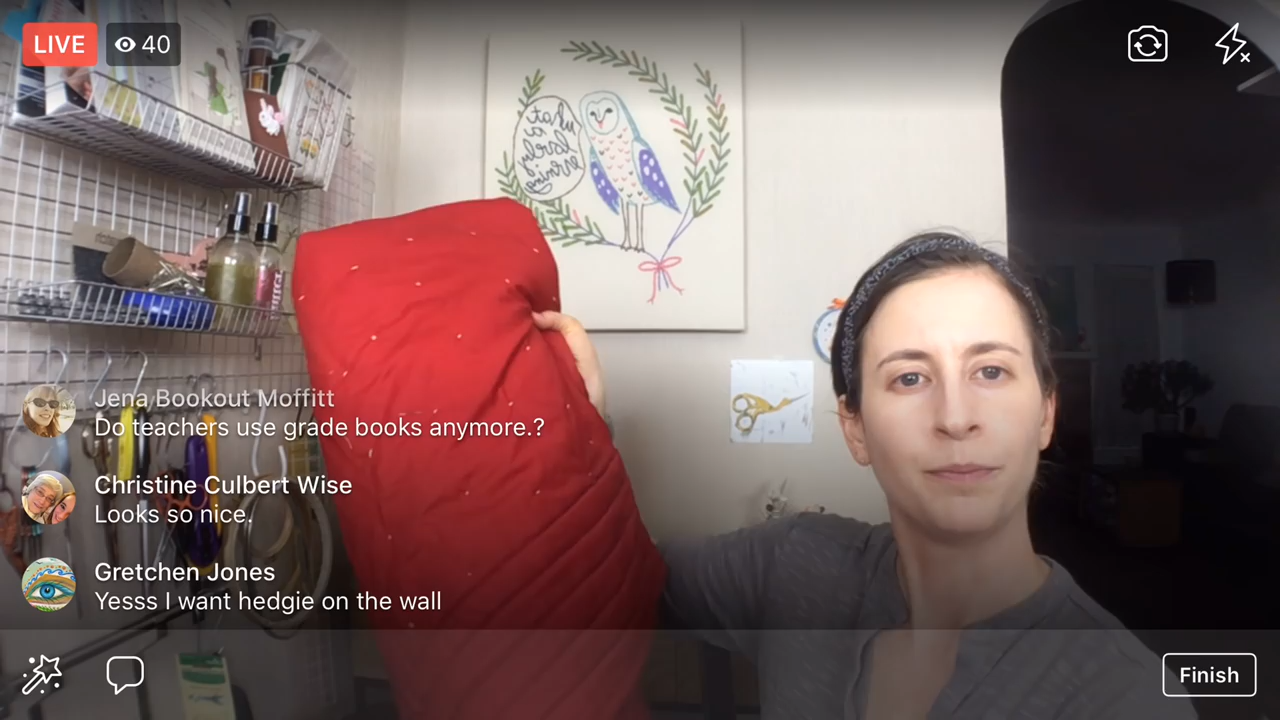 LIVE 40
Jena Bookout Moffitt
Do teachers use grade books anymore.?
Christine Culbert Wise
Looks so nice.
Gretchen Jones
Yesss I want hedgie on the wall
Finish